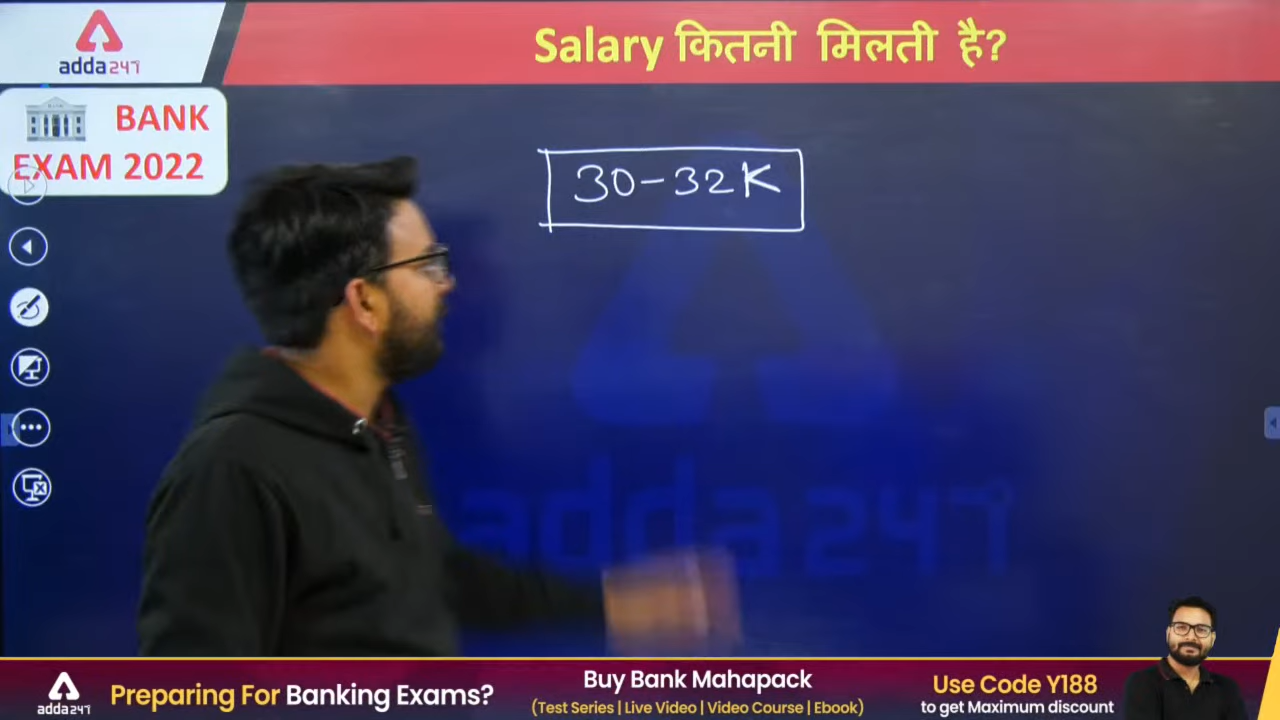 adda247
Salary कितनी मिलती है?
BANK
EXAM 2022
30-32K
adda247
adda247
Preparing For Banking Exams?
Buy Bank Mahapack
(Test Series | Live Video | Video Course | Ebook)
Use Code Y188
to get Maximum discount